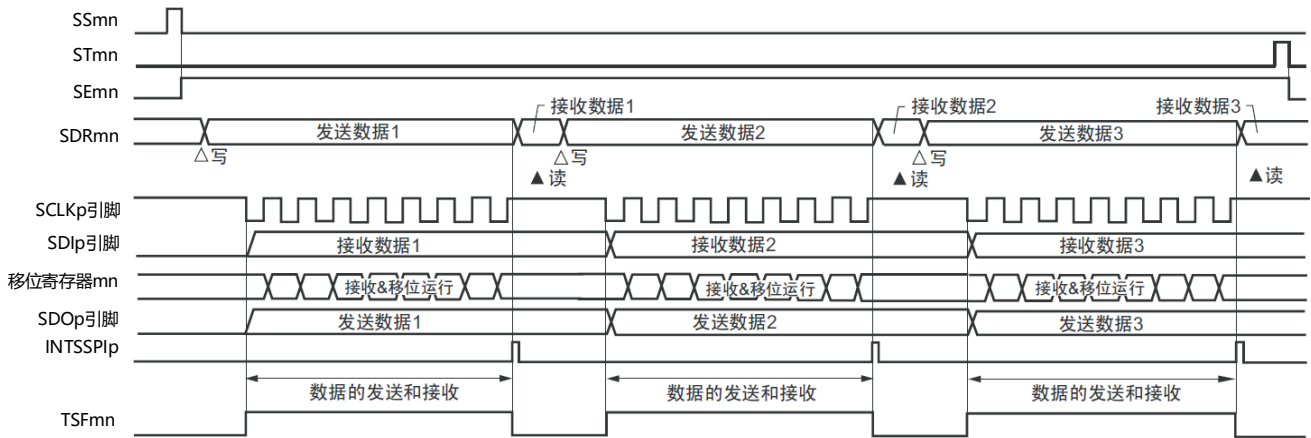 SSmn
STmn
SEmn
接收数据1 接收数据2 接收数据3
SDRmn 发送数据1 发送数据2 发送数据3
△写 △写 △写
▲读 ▲读 ▲读
SCLKp引脚
SDIp引脚 接收数据1 接收数据2 接收数据3
移位寄存器mn 接收&移位运行 接收&移位运行 接收&移位运行
SDOp引脚 发送数据1 发送数据2 发送数据3
INTSSPIp
数据的发送和接收 数据的发送和接收 数据的发送和接收
TSFmn